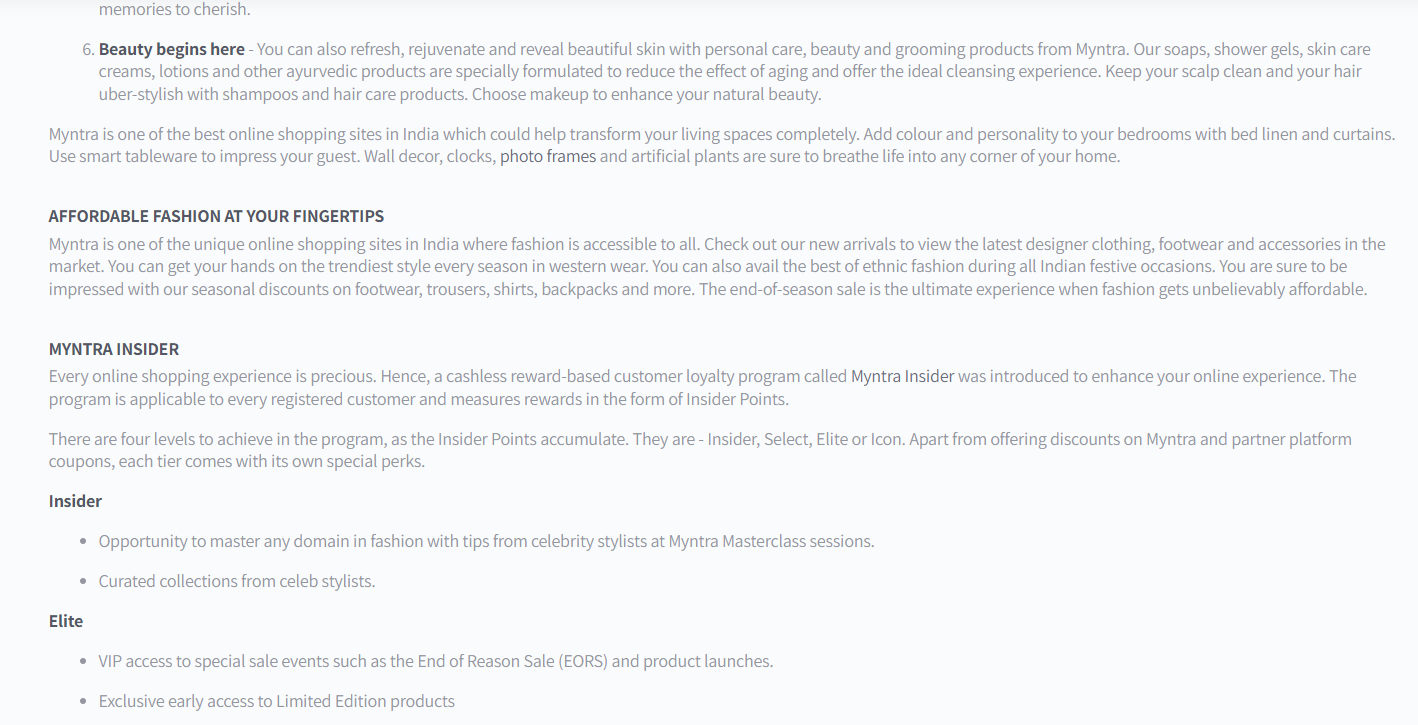 memories to cherish.
6. Beauty begins here - You can also refresh, rejuvenate and reveal beautiful skin with personal care, beauty and grooming products from Myntra. Our soaps, shower gels, skin care
creams, lotions and other ayurvedic products are specially formulated to reduce the effect of aging and offer the ideal cleansing experience. Keep your scalp clean and your hair
uber-stylish with shampoos and hair care products. Choose makeup to enhance your natural beauty.
Myntra is one of the best online shopping sites in India which could help transform your living spaces completely. Add colour and personality to your bedrooms with bed linen and curtains.
Use smart tableware to impress your guest. Wall decor, clocks, photo frames and artificial plants are sure to breathe life into any corner of your home.
AFFORDABLE FASHION AT YOUR FINGERTIPS
Myntra is one of the unique online shopping sites in India where fashion is accessible to all. Check out our new arrivals to view the latest designer clothing, footwear and accessories in the
market. You can get your hands on the trendiest style every season in western wear. You can also avail the best of ethnic fashion during all Indian festive occasions. You are sure to be
impressed with our seasonal discounts on footwear, trousers, shirts, backpacks and more. The end-of-season sale is the ultimate experience when fashion gets unbelievably affordable.
MYNTRA INSIDER
Every online shopping experience is precious. Hence, a cashless reward-based customer loyalty program called Myntra Insider was introduced to enhance your online experience. The
program is applicable to every registered customer and measures rewards in the form of Insider Points.
There are four levels to achieve in the program, as the Insider Points accumulate. They are - Insider, Select, Elite or Icon. Apart from offering discounts on Myntra and partner platform
coupons, each tier comes with its own special perks.
Insider
• Opportunity to master any domain in fashion with tips from celebrity stylists at Myntra Masterclass sessions.
• Curated collections from celeb stylists.
Elite
• VIP access to special sale events such as the End of Reason Sale (EORS) and product launches.
• Exclusive early access to Limited Edition products